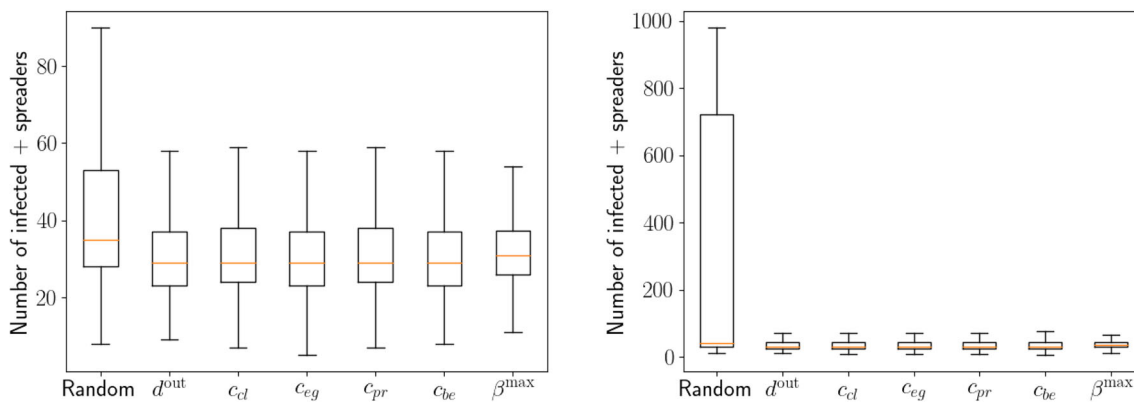 Number of infected + spreaders
80
60
40
20
Random d^out c_cl c_eg c_pr c_be β^max
Number of infected + spreaders
1000
800
600
400
200
0
Random d^out c_cl c_eg c_pr c_be β^max